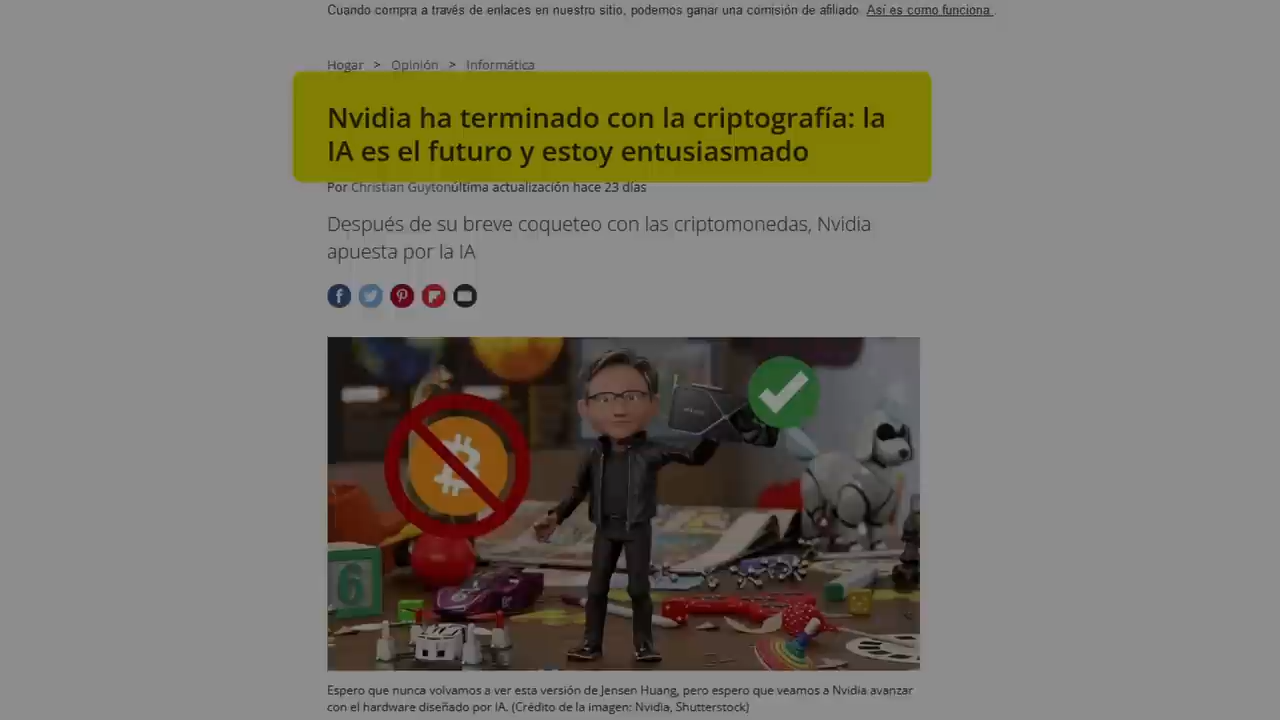 Cuando compra a través de enlaces en nuestro sitio, podemos ganar una comisión de afiliado. Así es como funciona.
Hogar > Opinión > Informática
Nvidia ha terminado con la criptografía: la
IA es el futuro y estoy entusiasmado
Por Christian Guytonúltima actualización hace 23 días
Después de su breve coqueteo con las criptomonedas, Nvidia
apuesta por la IA
6
Espero que nunca volvamos a ver esta versión de Jensen Huang, pero espero que veamos a Nvidia avanzar
con el hardware diseñado por IA. (Crédito de la imagen: Nvidia, Shutterstock)